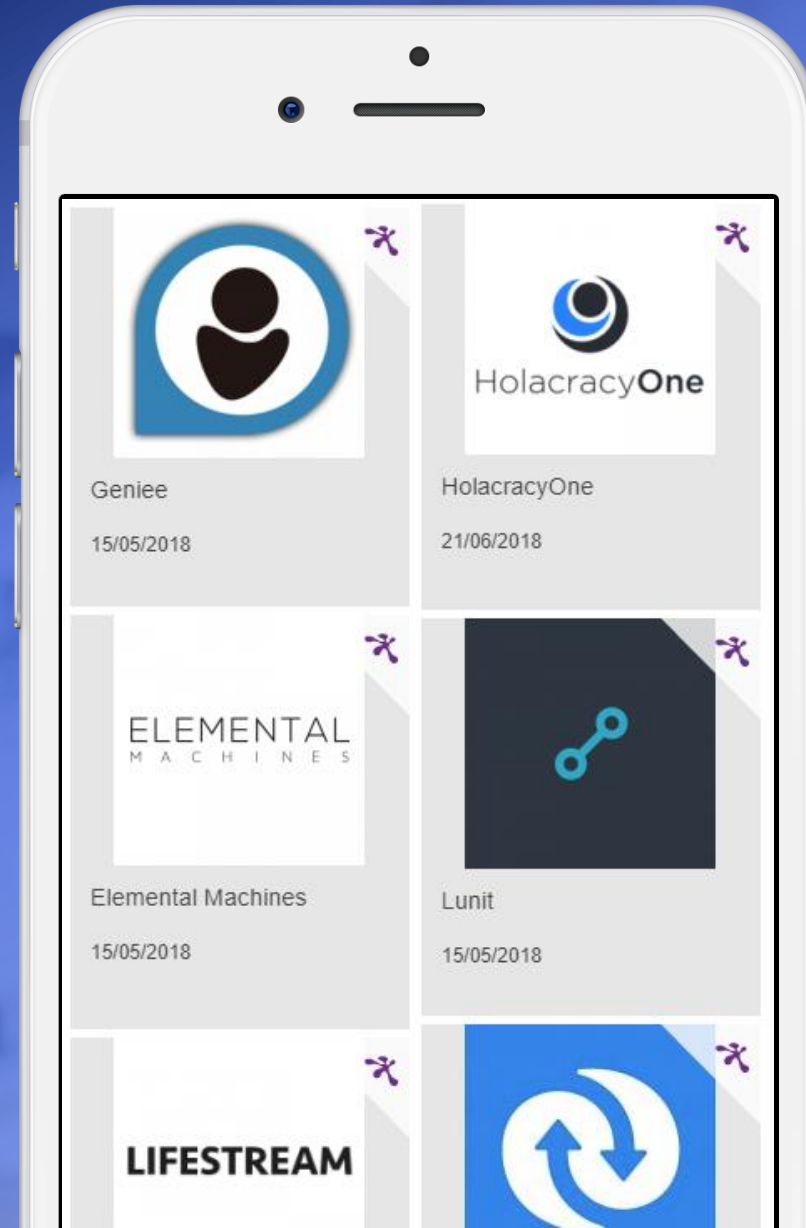 HolacracyOne
Geniee
15/05/2018
HolacracyOne
21/06/2018
ELEMENTAL
MACHINES
Elemental Machines
15/05/2018
Lunit
15/05/2018
LIFESTREAM